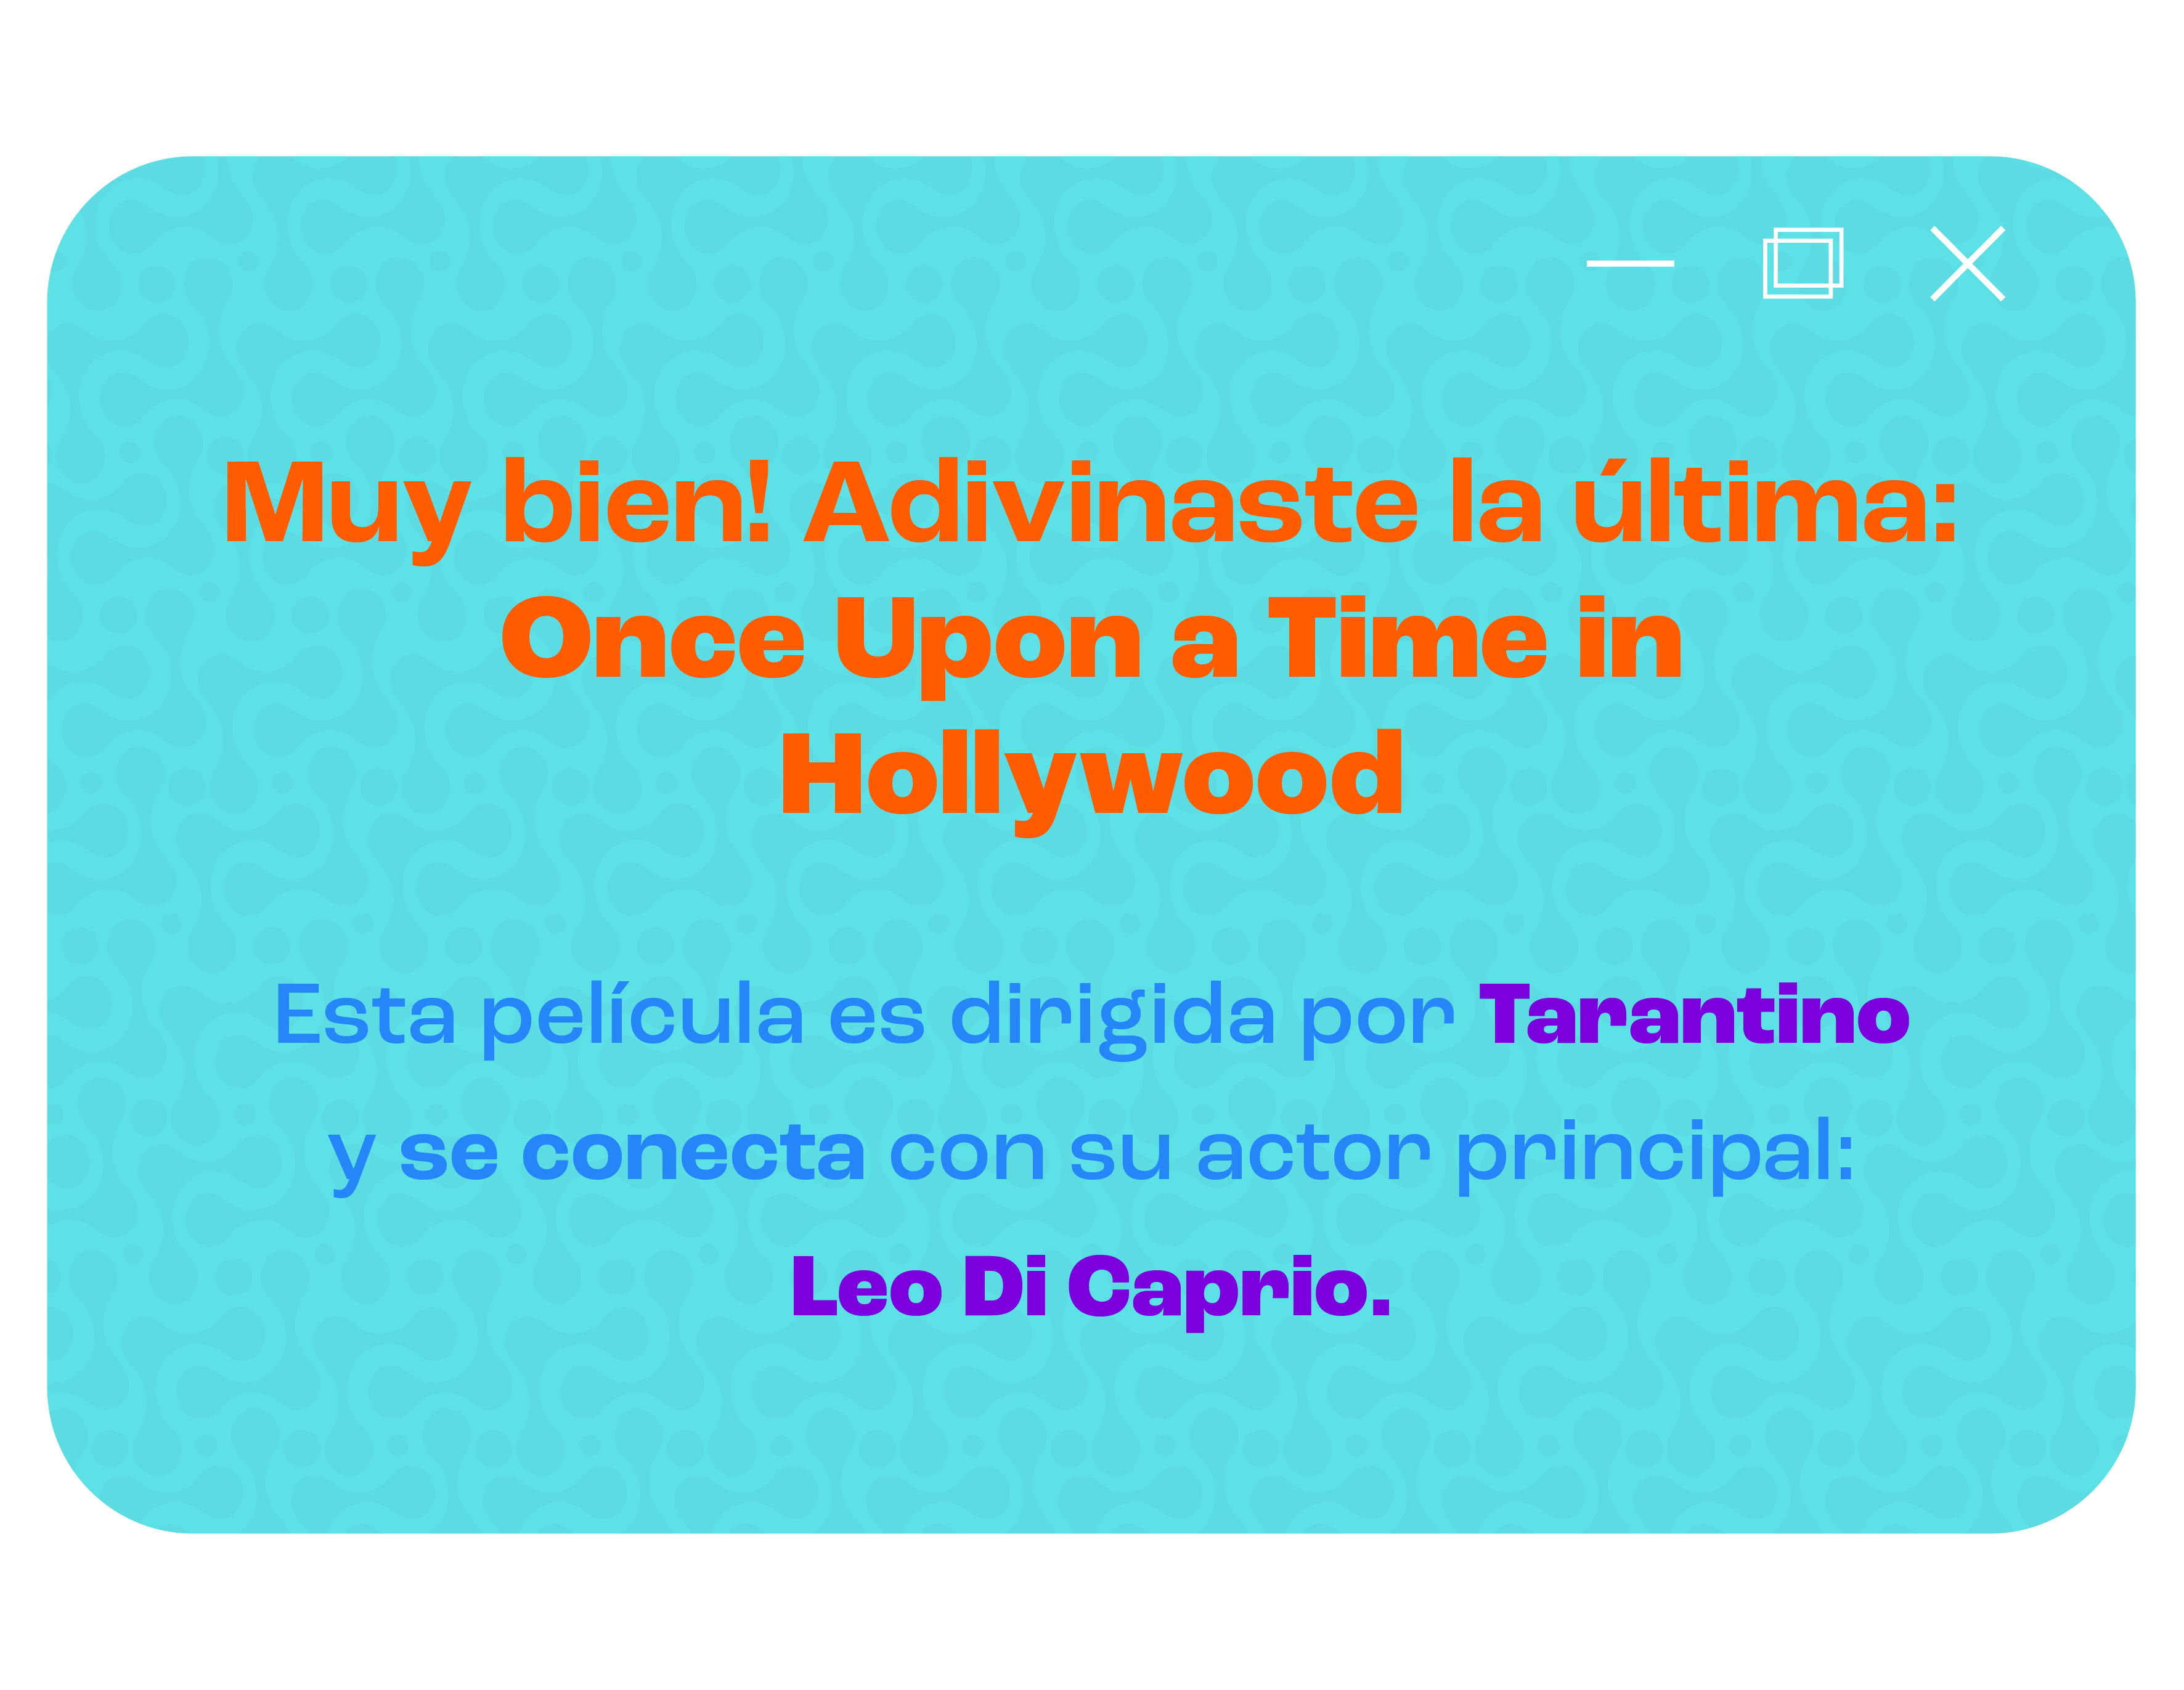 Muy bien! Adivinaste la última:
Once Upon a Time in
Hollywood
Esta película es dirigida por Tarantino
y se conecta con su actor principal:
Leo Di Caprio.